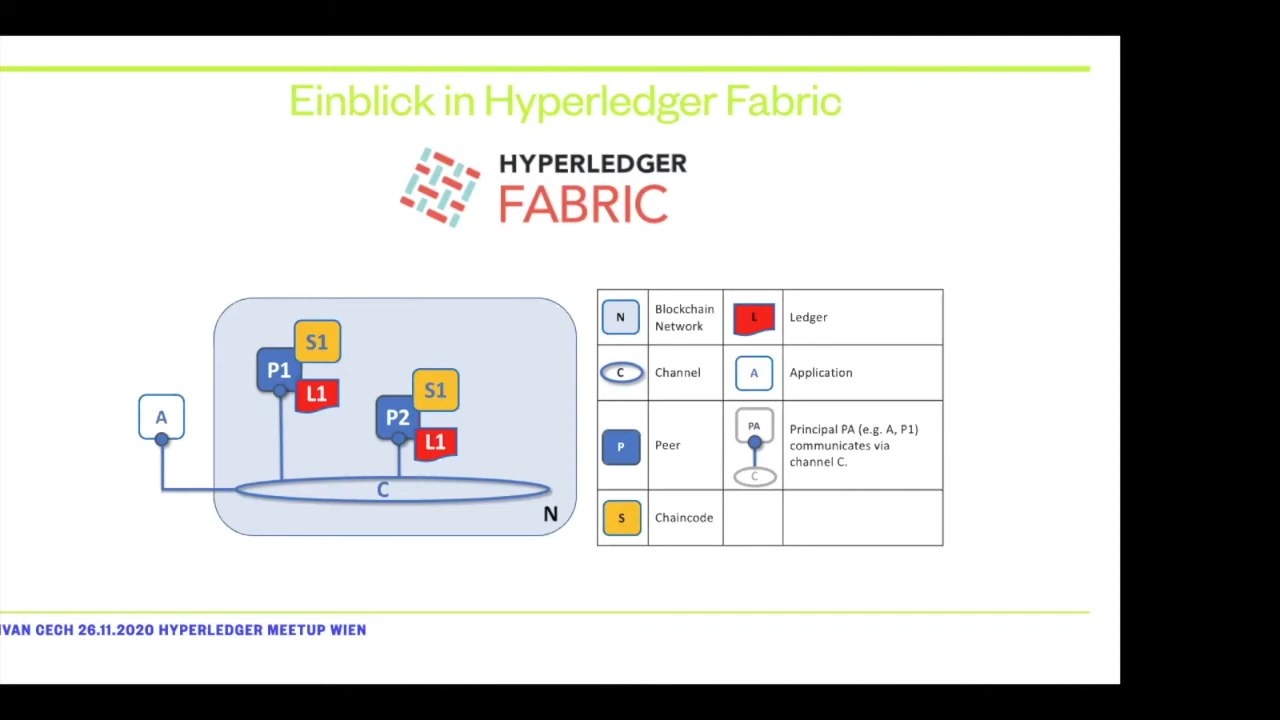 Einblick in Hyperledger Fabric
HYPERLEDGER
FABRIC
S1
P1
L1
S1
P2
L1
A
C
N
N
Blockchain
Network
L
Ledger
C
Channel
A
Application
P
Peer
PA
C
Principal PA (e.g. A, P1)
communicates via
channel C.
S
Chaincode
IVAN CECH 26.11.2020 HYPERLEDGER MEETUP WIEN